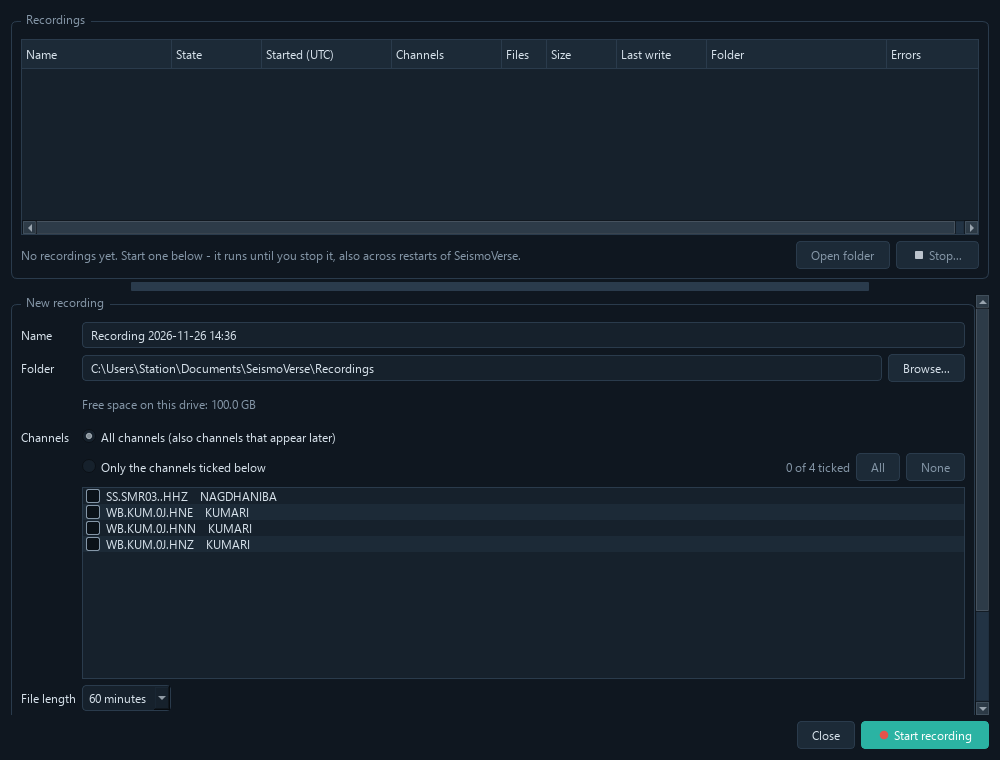 Recordings
Name State Started (UTC) Channels Files Size Last write Folder Errors
No recordings yet. Start one below - it runs until you stop it, also across restarts of SeismoVerse. Open folder Stop...
New recording
Name Recording 2026-11-26 14:36
Folder C:\Users\Station\Documents\SeismoVerse\Recordings Browse...
Free space on this drive: 100.0 GB
Channels All channels (also channels that appear later)
Only the channels ticked below 0 of 4 ticked All None
SS.SMR03..HHZ NAGDHANIBA
WB.KUM.0J.HNE KUMARI
WB.KUM.0J.HNN KUMARI
WB.KUM.0J.HNZ KUMARI
File length 60 minutes
Close Start recording